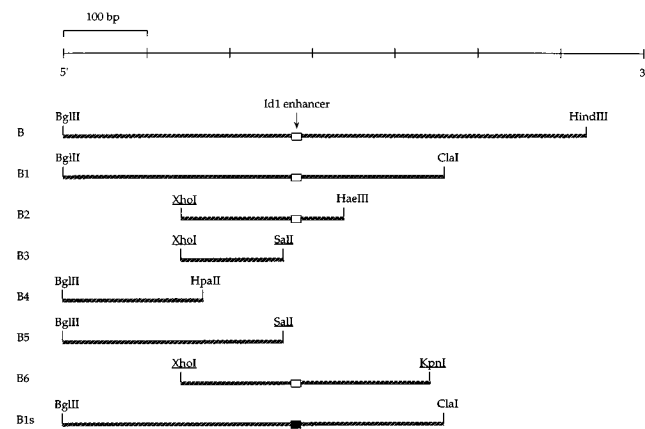 100 bp
5' 3
Id1 enhancer
BglII HindIII
B
BglII ClaI
B1
XhoI HaeIII
B2
XhoI SalI
B3
BglII HpaII
B4
BglII SalI
B5
XhoI KpnI
B6
BglII ClaI
B1s